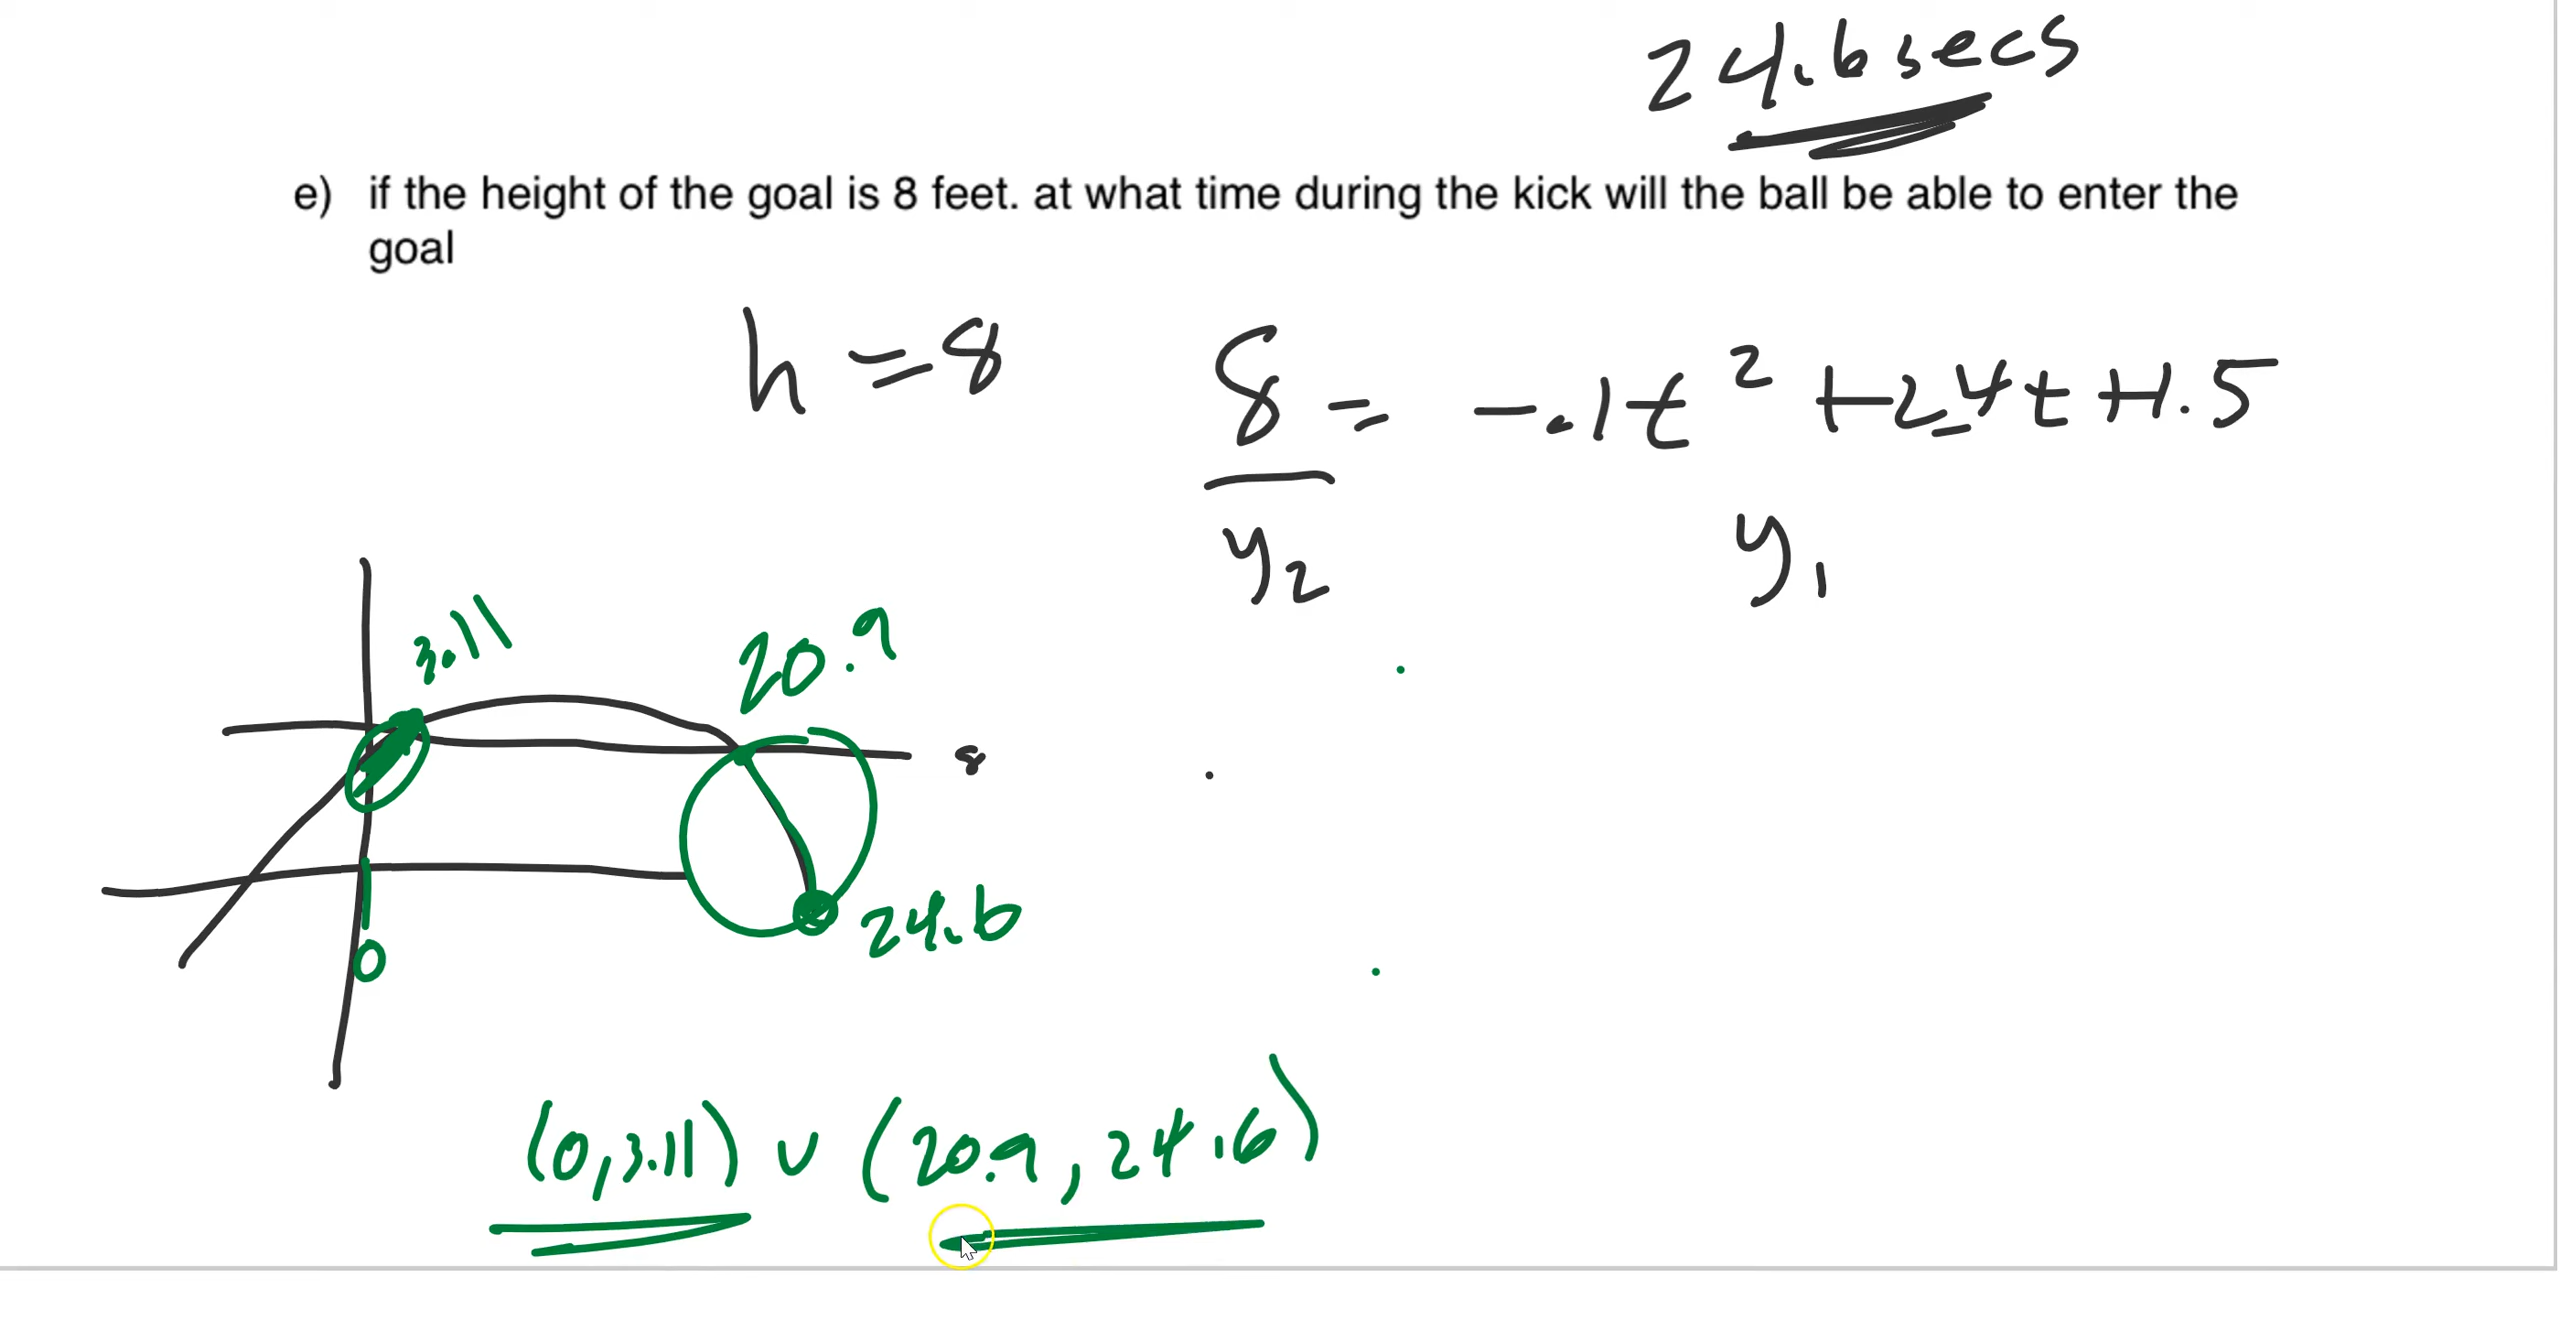 24.6 secs
e) if the height of the goal is 8 feet. at what time during the kick will the ball be able to enter the
goal
h = 8
8 = -.1t² + 2.4t + 1.5
y₂ y₁
3.11 20.9
8
24.6
0
(0, 3.11) ∪ (20.9, 24.6)